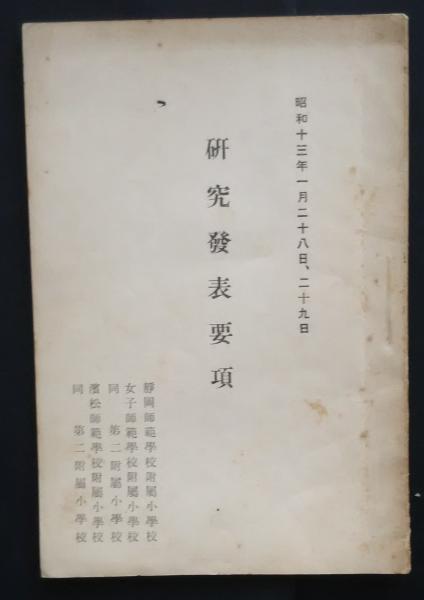 昭和十三年一月二十八日、二十九日
研究發表要項
靜岡師範學校附屬小學校
女子師範學校附屬小學校
同　第二附屬小學校
濱松師範學校附屬小學校
同　第二附屬小學校